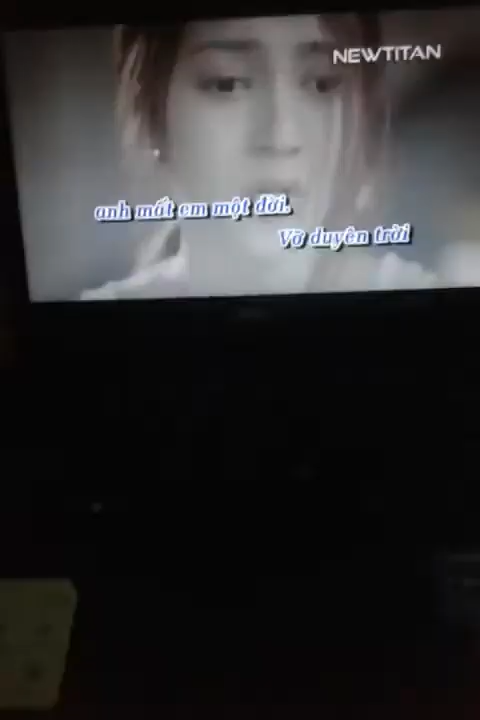 NEWTITAN
anh mất em một đời.
Vỡ duyên trời